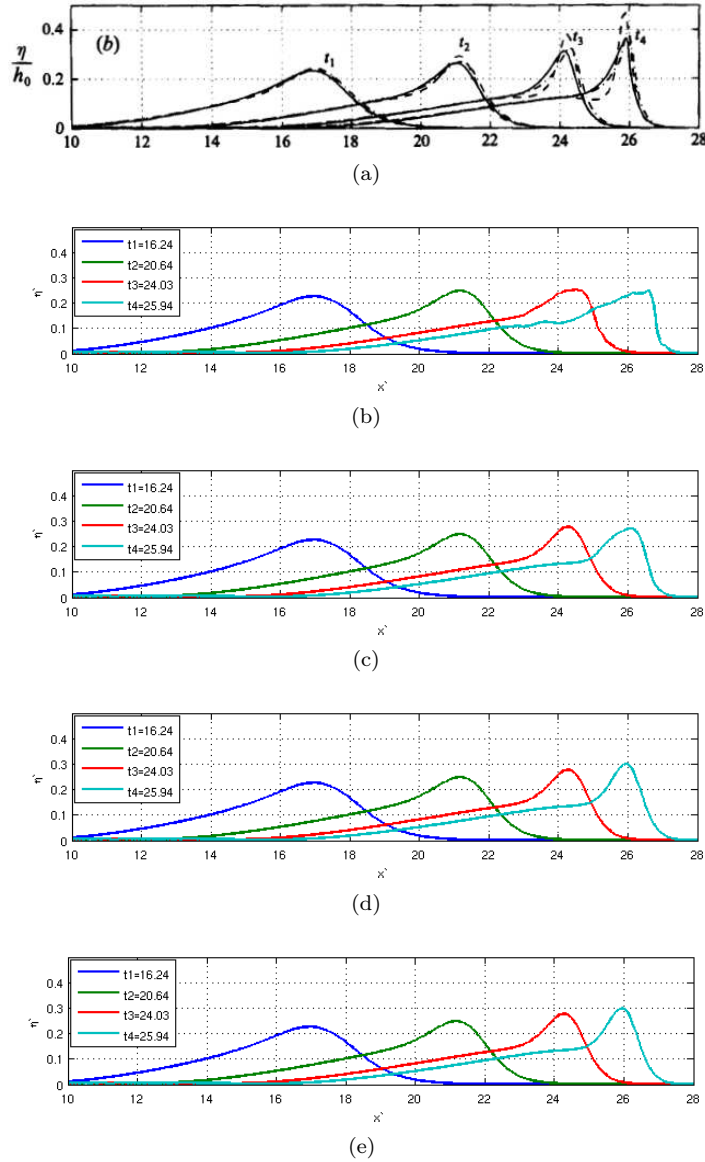 0.4
(b)
t1
t2
t3
t4
η
h0
0.2
0
10 12 14 16 18 20 22 24 26 28
(a)
t1=16.24
t2=20.64
t3=24.03
t4=25.94
0.4
0.3
0.2
0.1
0
η`
10 12 14 16 18 20 22 24 26 28
x`
(b)
t1=16.24
t2=20.64
t3=24.03
t4=25.94
0.4
0.3
0.2
0.1
0
η`
10 12 14 16 18 20 22 24 26 28
x`
(c)
t1=16.24
t2=20.64
t3=24.03
t4=25.94
0.4
0.3
0.2
0.1
0
η`
10 12 14 16 18 20 22 24 26 28
x`
(d)
t1=16.24
t2=20.64
t3=24.03
t4=25.94
0.4
0.3
0.2
0.1
0
η`
10 12 14 16 18 20 22 24 26 28
x`
(e)